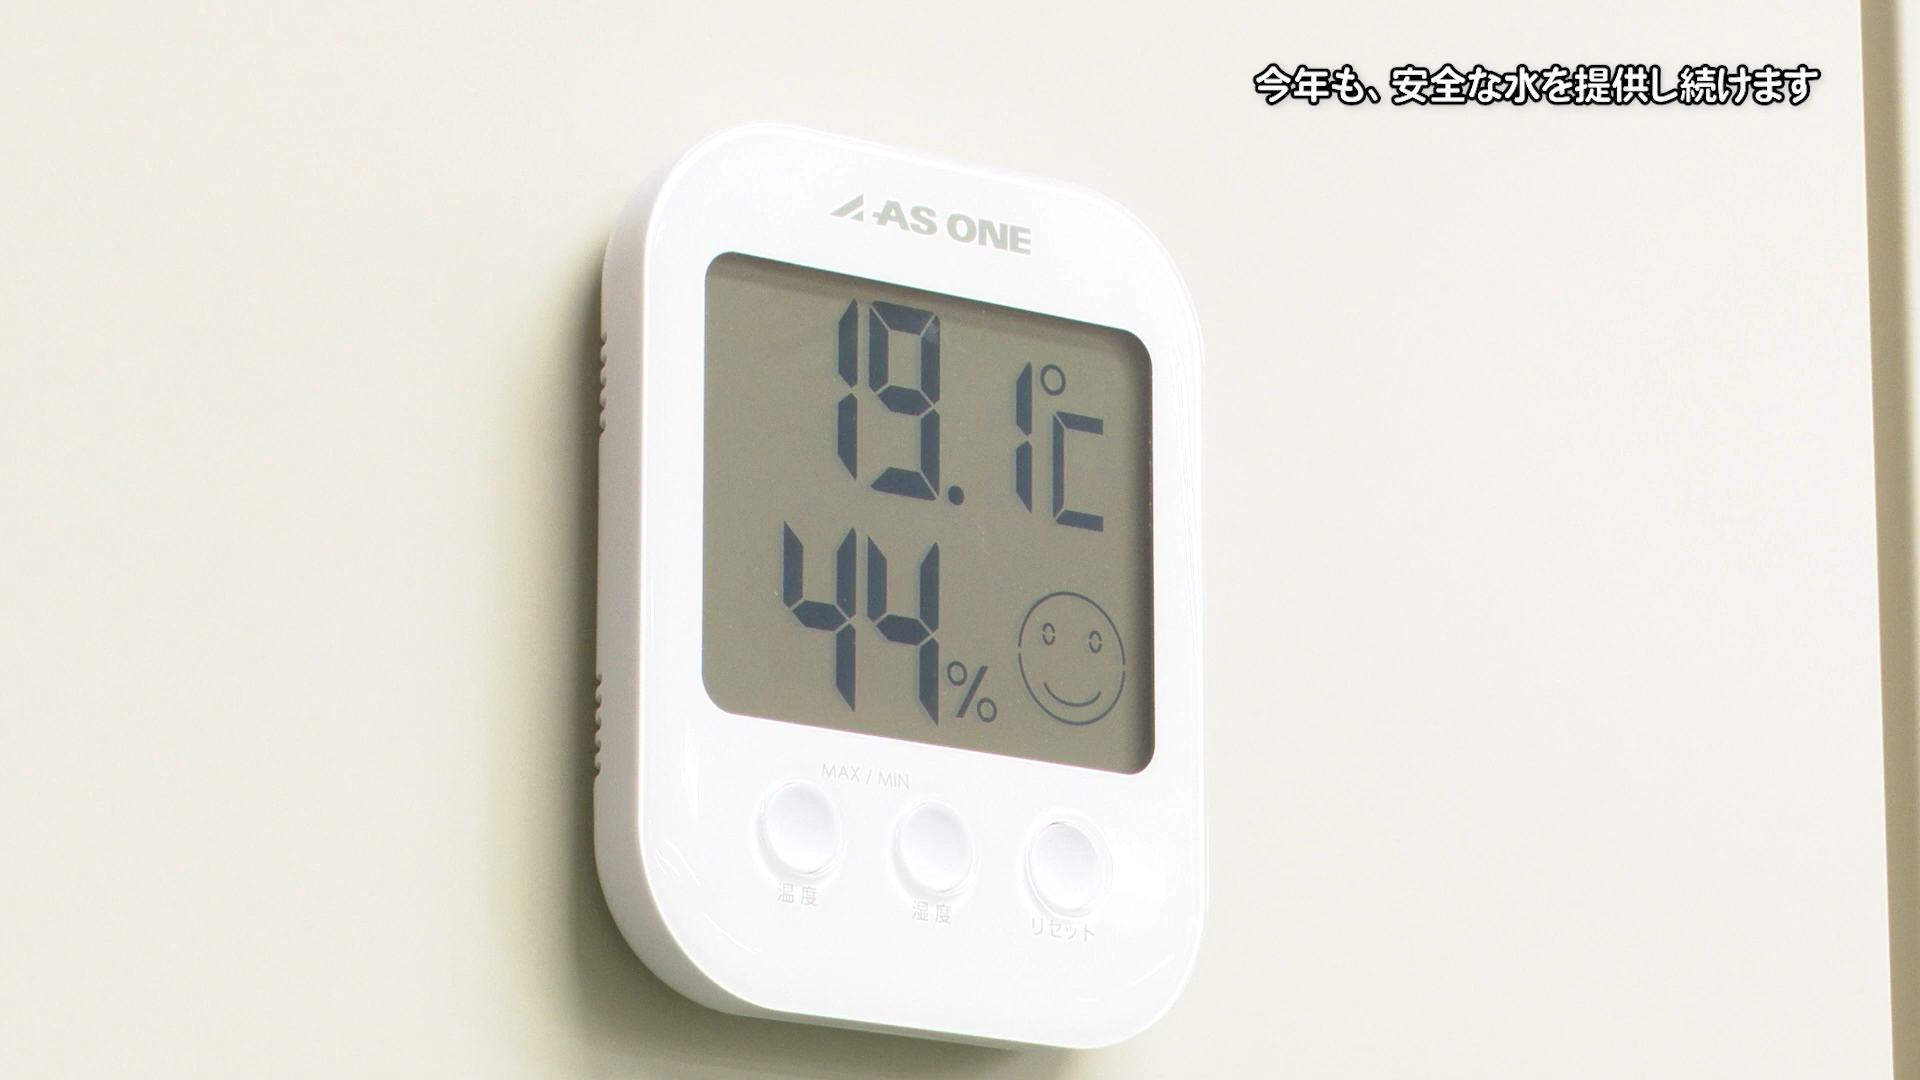 今年も、安全な水を提供し続けます
AS ONE
19.1℃
44%
MAX / MIN
温度
湿度
リセット